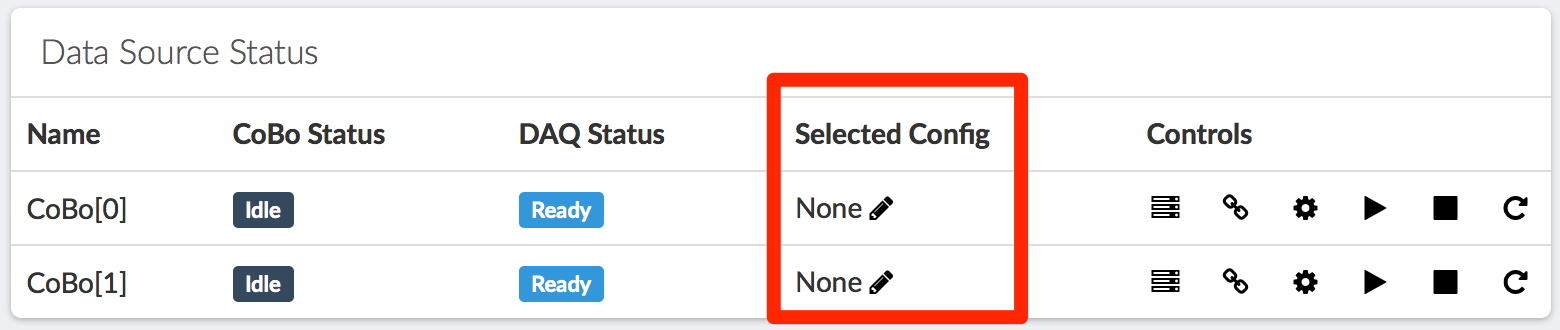 Data Source Status
Name CoBo Status DAQ Status Selected Config Controls
CoBo[0] Idle Ready None
CoBo[1] Idle Ready None